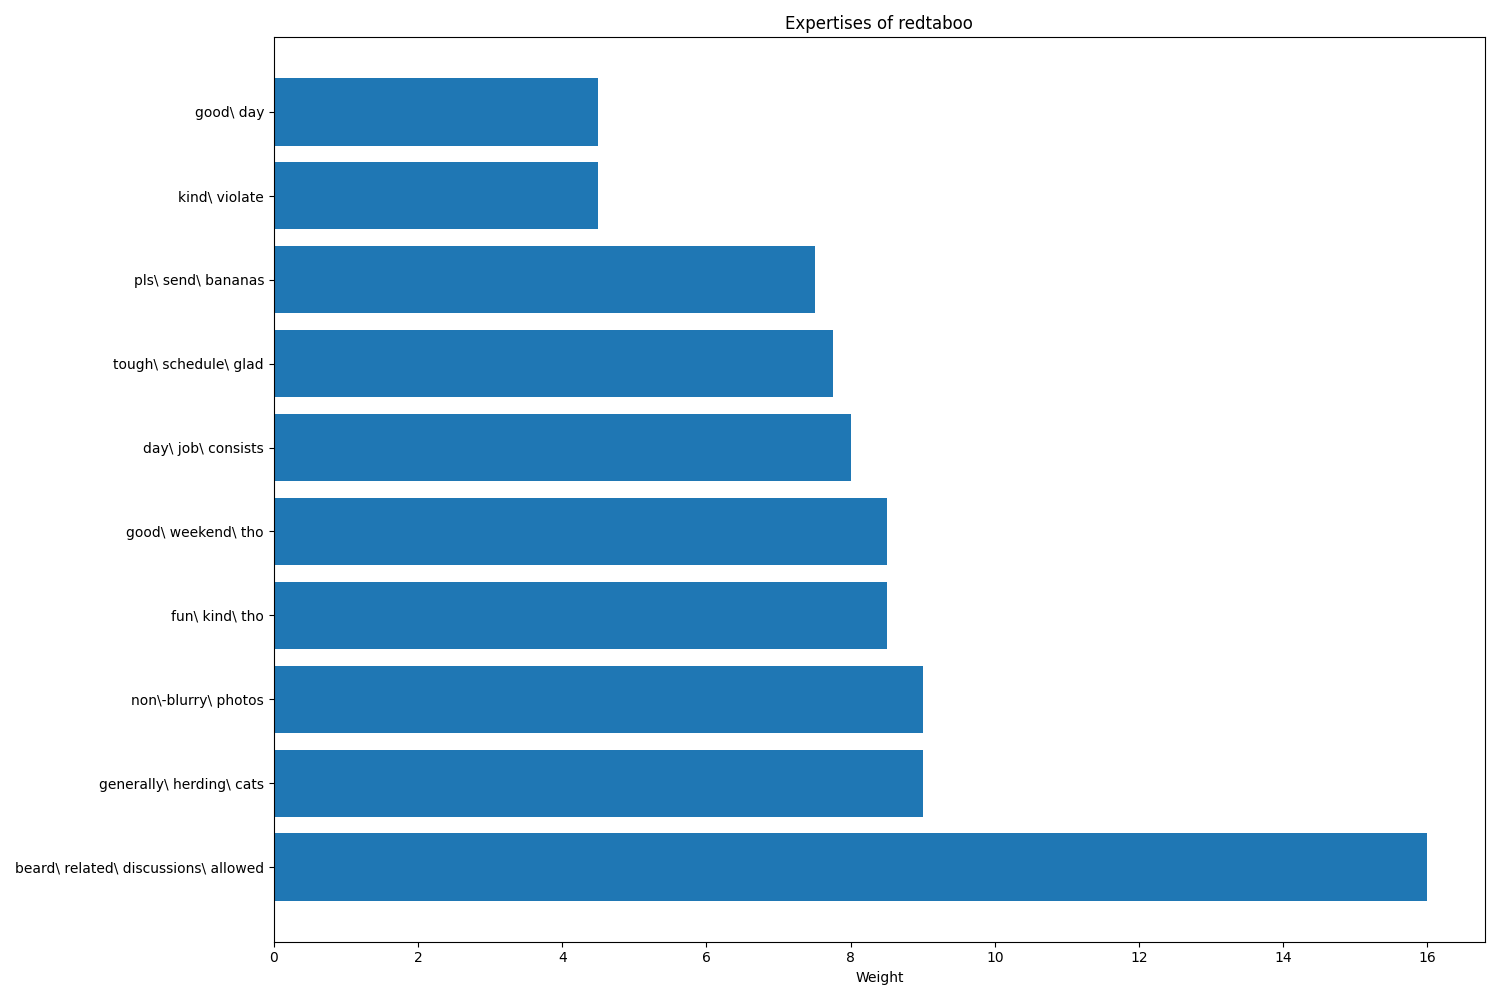 Expertises of redtaboo
good\ day
kind\ violate
pls\ send\ bananas
tough\ schedule\ glad
day\ job\ consists
good\ weekend\ tho
fun\ kind\ tho
non\-blurry\ photos
generally\ herding\ cats
beard\ related\ discussions\ allowed
0 2 4 6 8 10 12 14 16
Weight